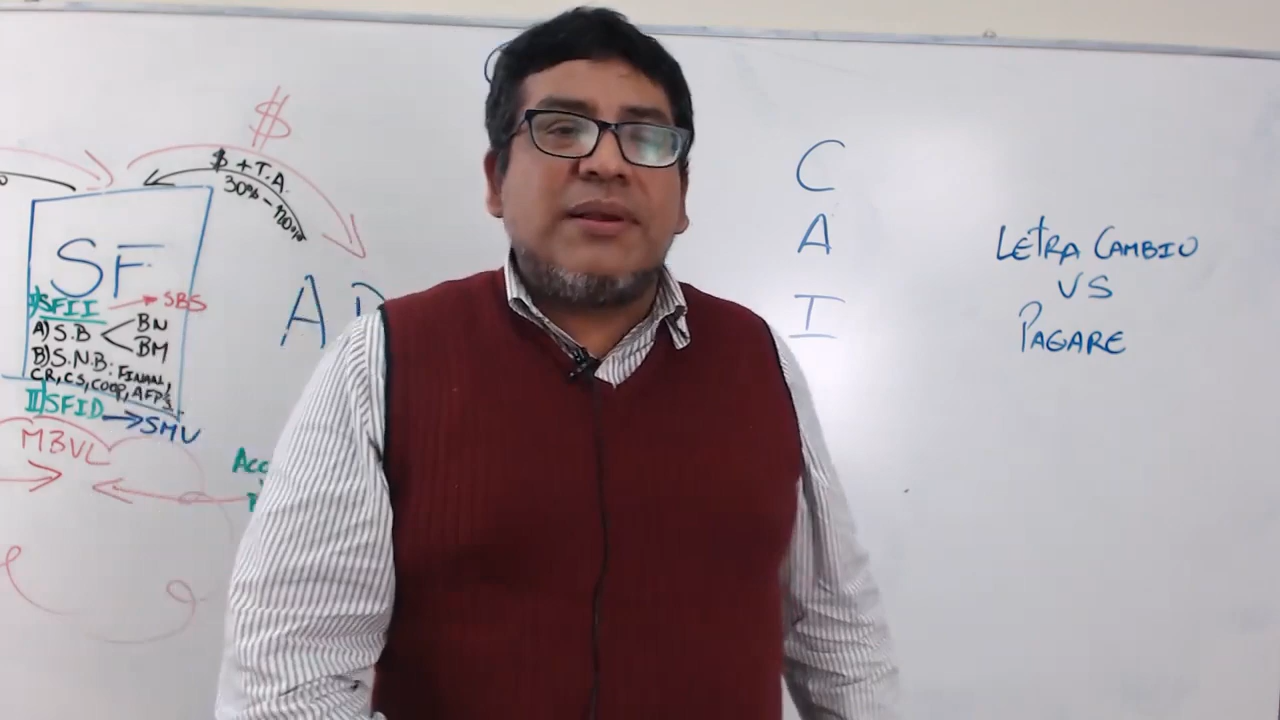 $
$ + T.A.
30% - 110%
SF
I) SFII → SBS
A) S.B < BN
BM
B) S.N.B: FINAN,
CR, CS, COOP, AFP's
II) SFID → SMV
MBVL
A
C
A
I
LETRA CAMBIO
VS
PAGARE